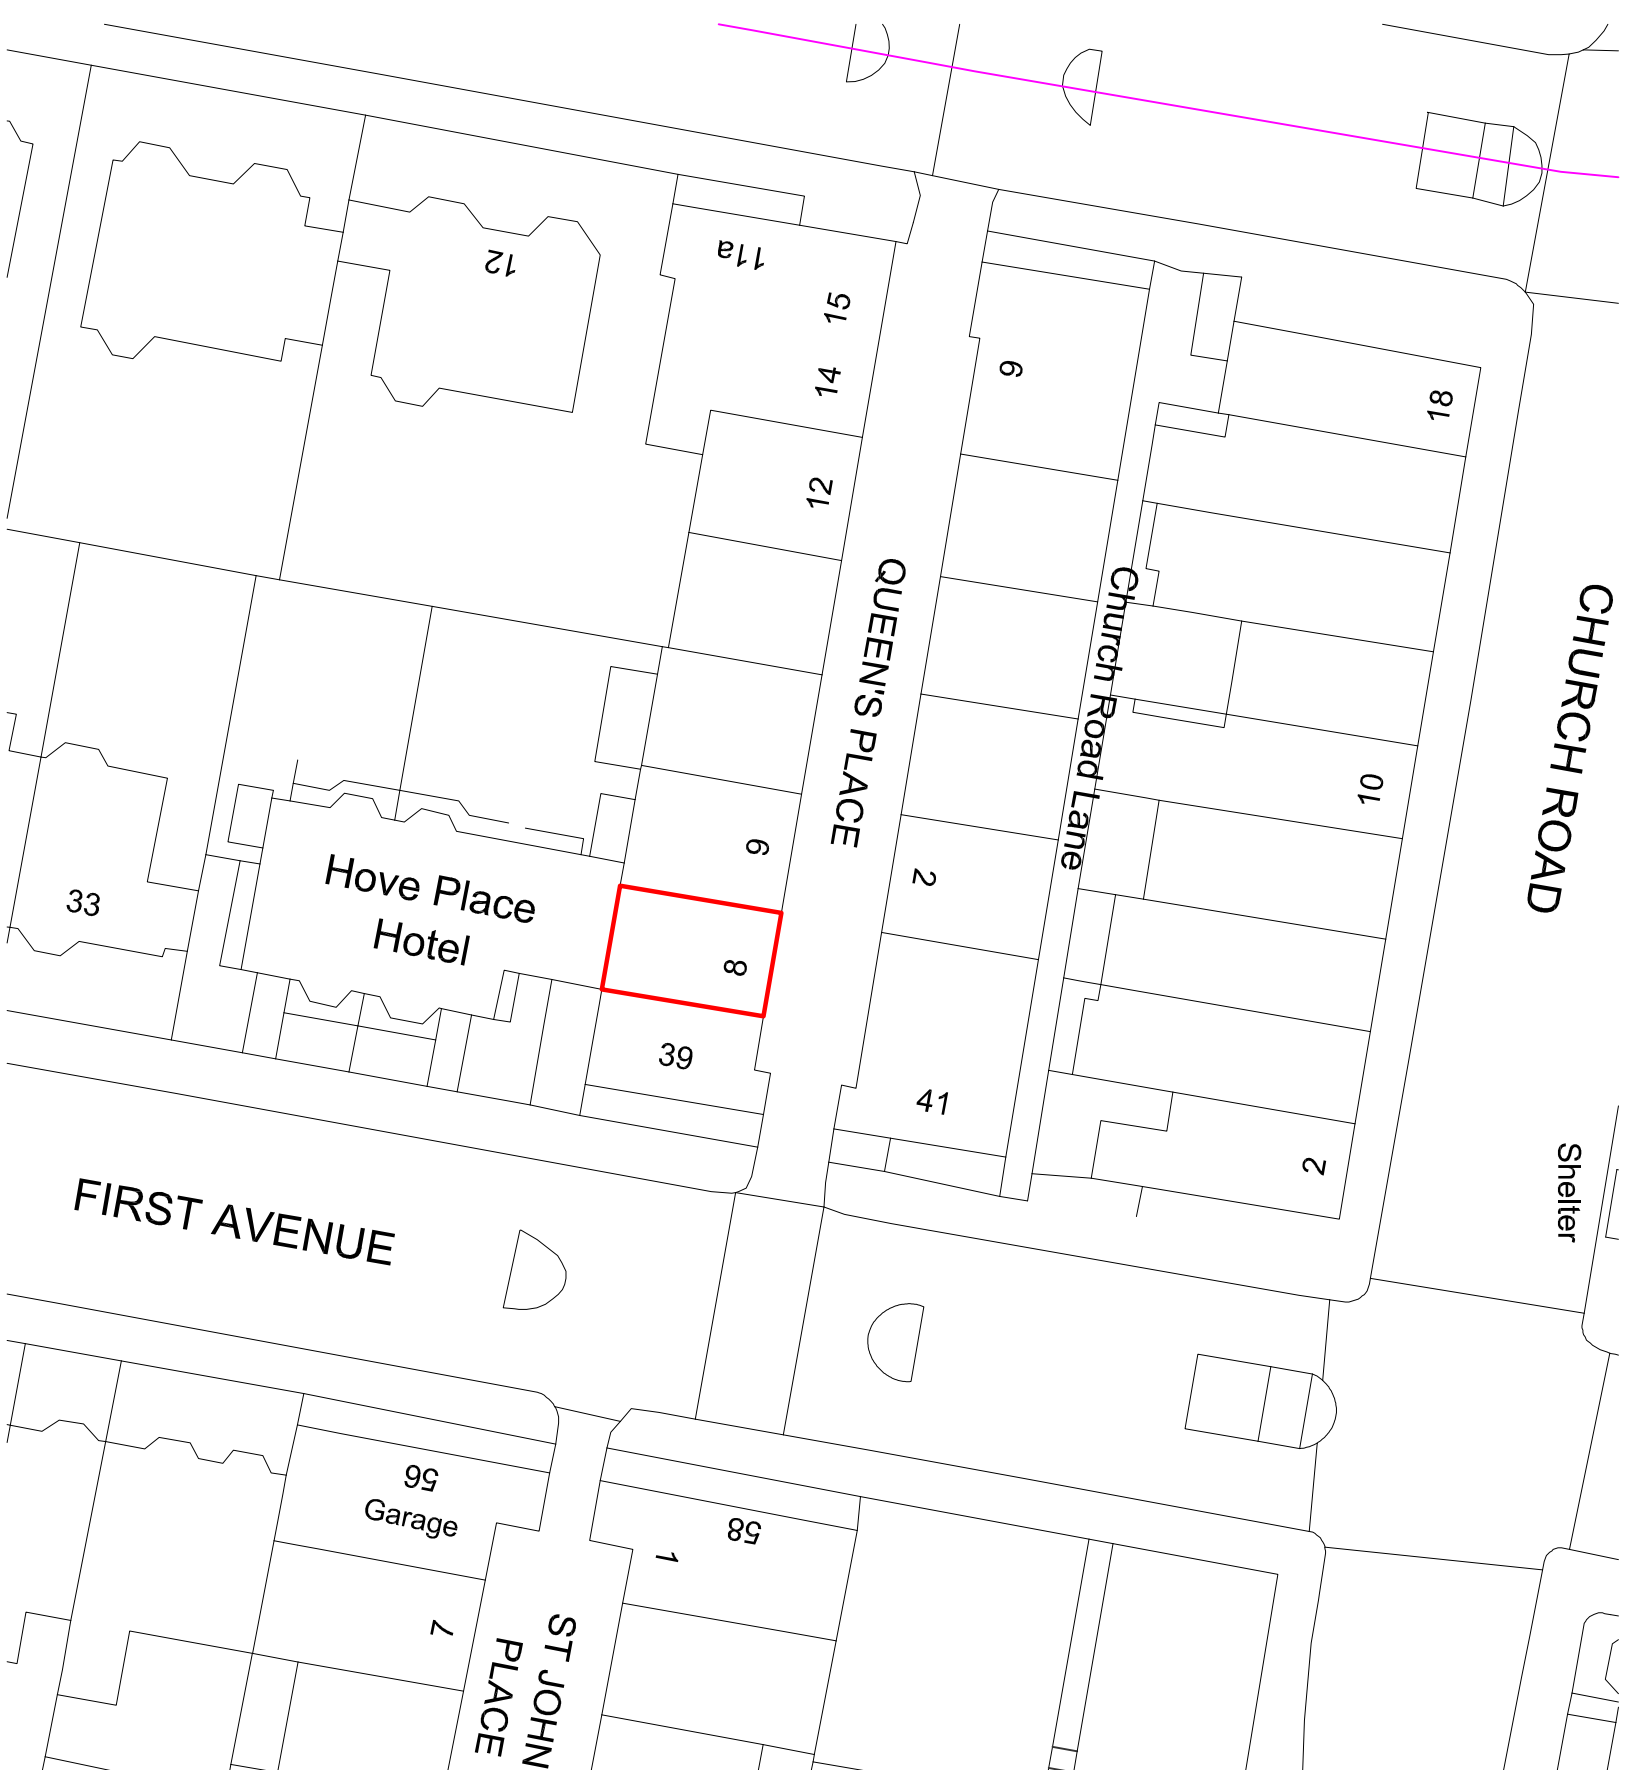 12
11a
15
14
6
18
12
QUEEN'S PLACE
Church Road Lane
CHURCH ROAD
10
9
2
33
Hove Place
Hotel
8
39
41
2
Shelter
FIRST AVENUE
56
Garage
58
1
7
ST JOHN
PLACE